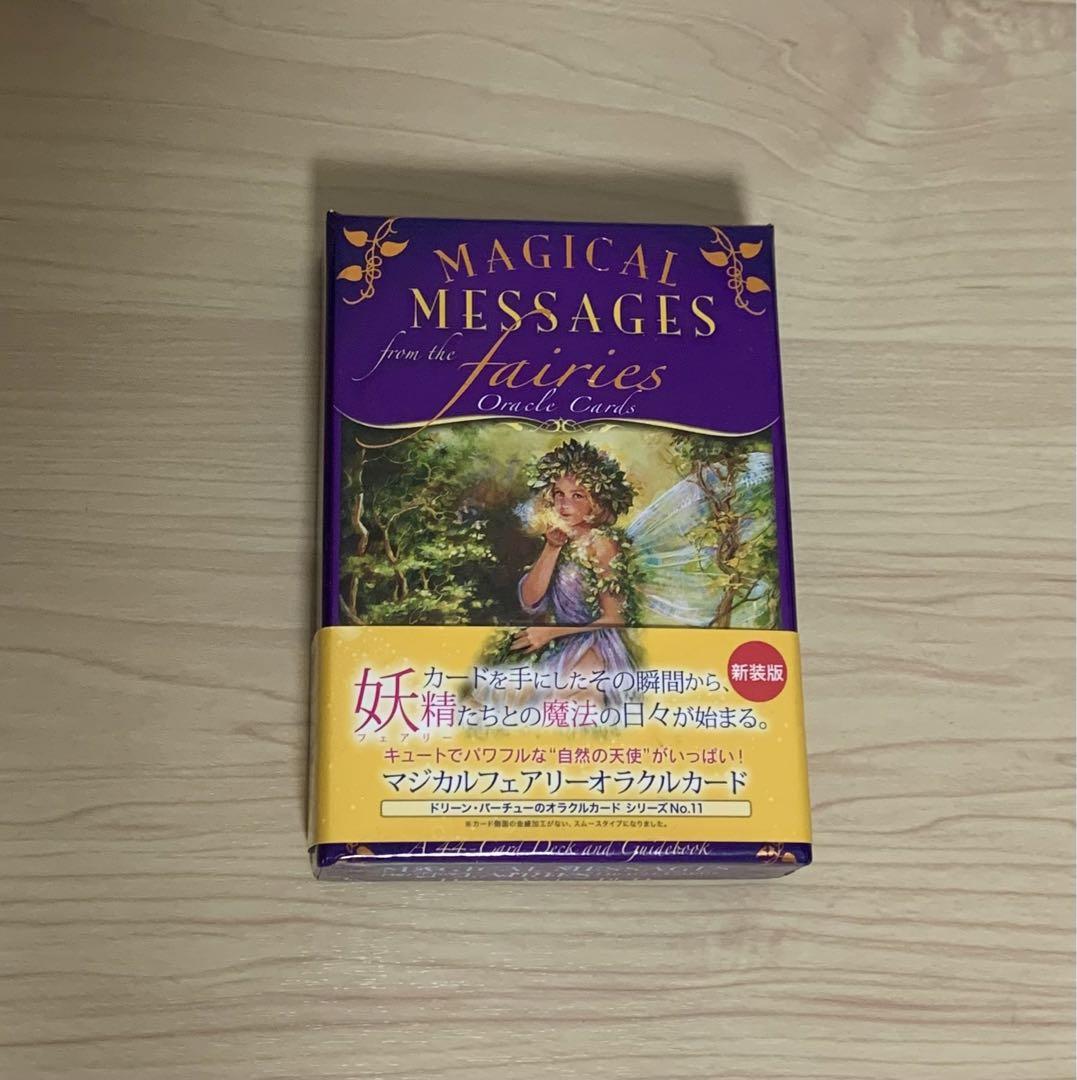 MAGICAL
MESSAGES
from the fairies
Oracle Cards
新装版
カードを手にしたその瞬間から、
妖精たちとの魔法の日々が始まる。
フェアリー
キュートでパワフルな“自然の天使”がいっぱい！
マジカルフェアリーオラクルカード
ドリーン・バーチューのオラクルカード シリーズNo.11
※カード側面の金縁加工がない、スムースタイプになりました。
A 44-Card Deck and Guidebook